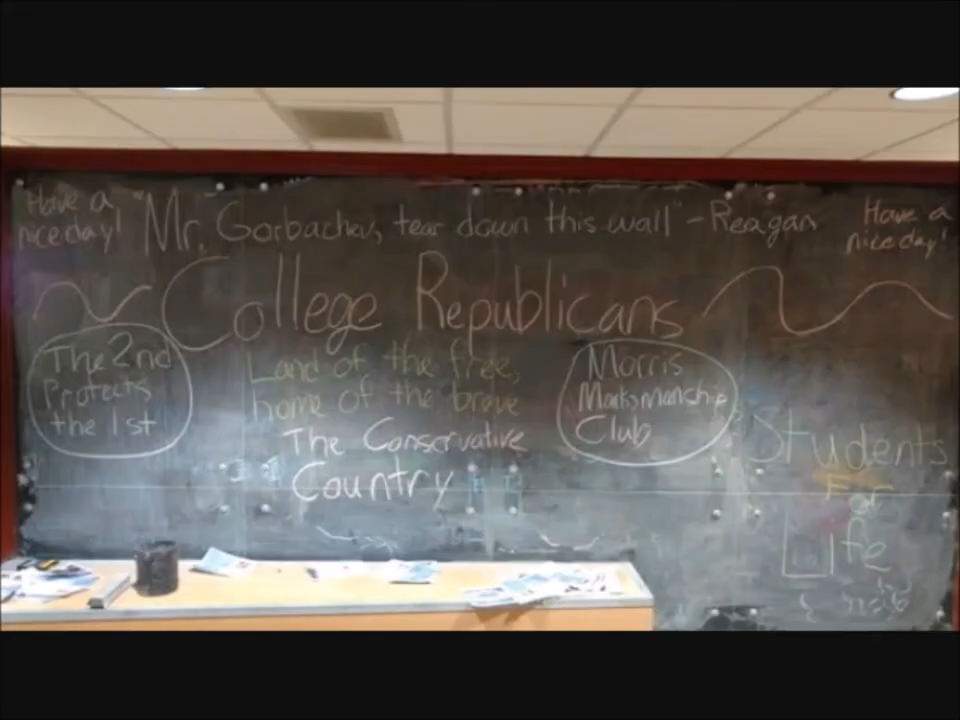 Have a
nice day!
"Mr. Gorbachev, tear down this wall" - Reagan
Have a
nice day!
College Republicans
The 2nd
Protects
the 1st
Land of the free,
home of the brave
The Conservative
Country
Morris
Marksmanship
Club
Students
For
Life